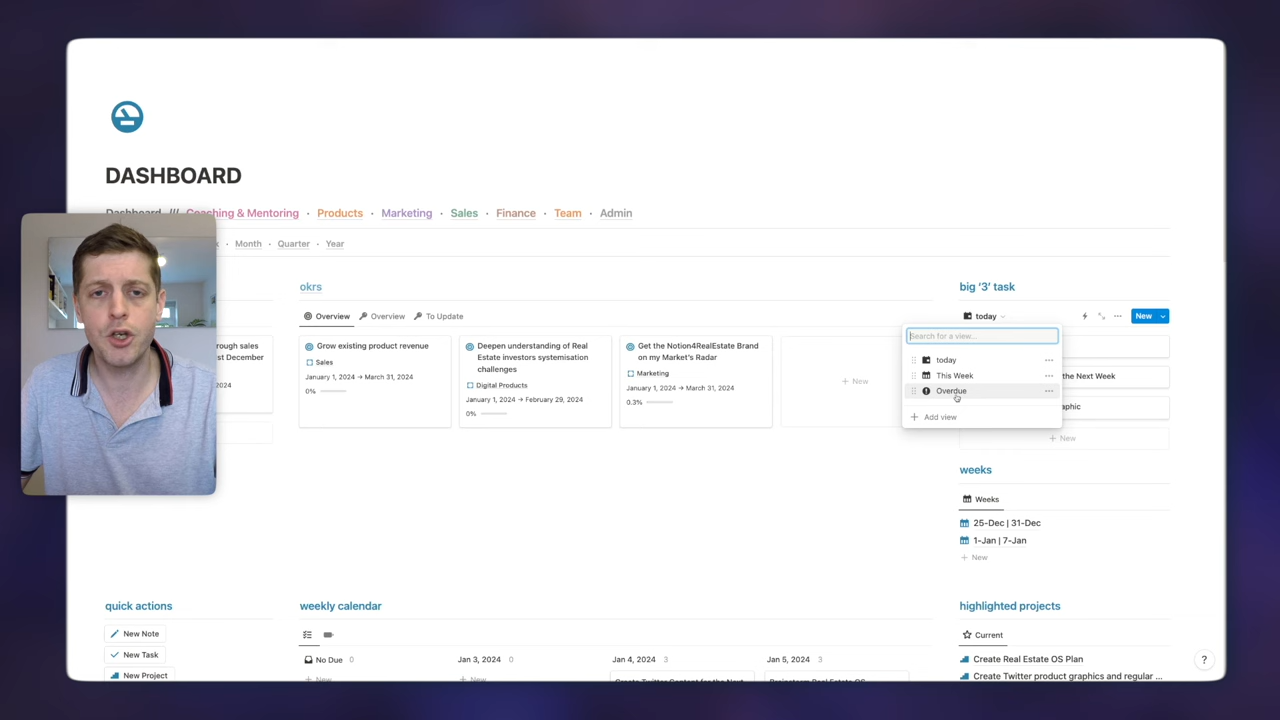 DASHBOARD
Dashboard /// Coaching & Mentoring · Products · Marketing · Sales · Finance · Team · Admin
· Month · Quarter · Year
okrs
big ‘3’ task
Overview
Overview
To Update
today
New
Search for a view...
today
This Week
Overdue
Add view
rough sales
st December
Grow existing product revenue
Sales
January 1, 2024 → March 31, 2024
0%
Deepen understanding of Real
Estate investors systemisation
challenges
Digital Products
January 1, 2024 → February 29, 2024
0%
Get the Notion4RealEstate Brand
on my Market's Radar
Marketing
January 1, 2024 → March 31, 2024
0.3%
+ New
the Next Week
aphic
+ New
weeks
Weeks
25-Dec | 31-Dec
1-Jan | 7-Jan
+ New
quick actions
New Note
New Task
New Project
weekly calendar
No Due 0
Jan 3, 2024 0
Jan 4, 2024 3
Jan 5, 2024 3
highlighted projects
Current
Create Real Estate OS Plan
Create Twitter product graphics and regular ...
?